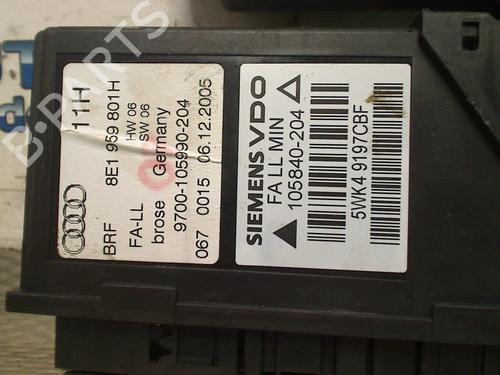 11H
8E1 959 801H
HW 06
SW 06
BRF
FA-LL
brose Germany
9700-105990-204
067 0015 06.12.2005
SIEMENS VDO
FA LL MIN
105840-204
5WK4 9197CBF
B-PARTS